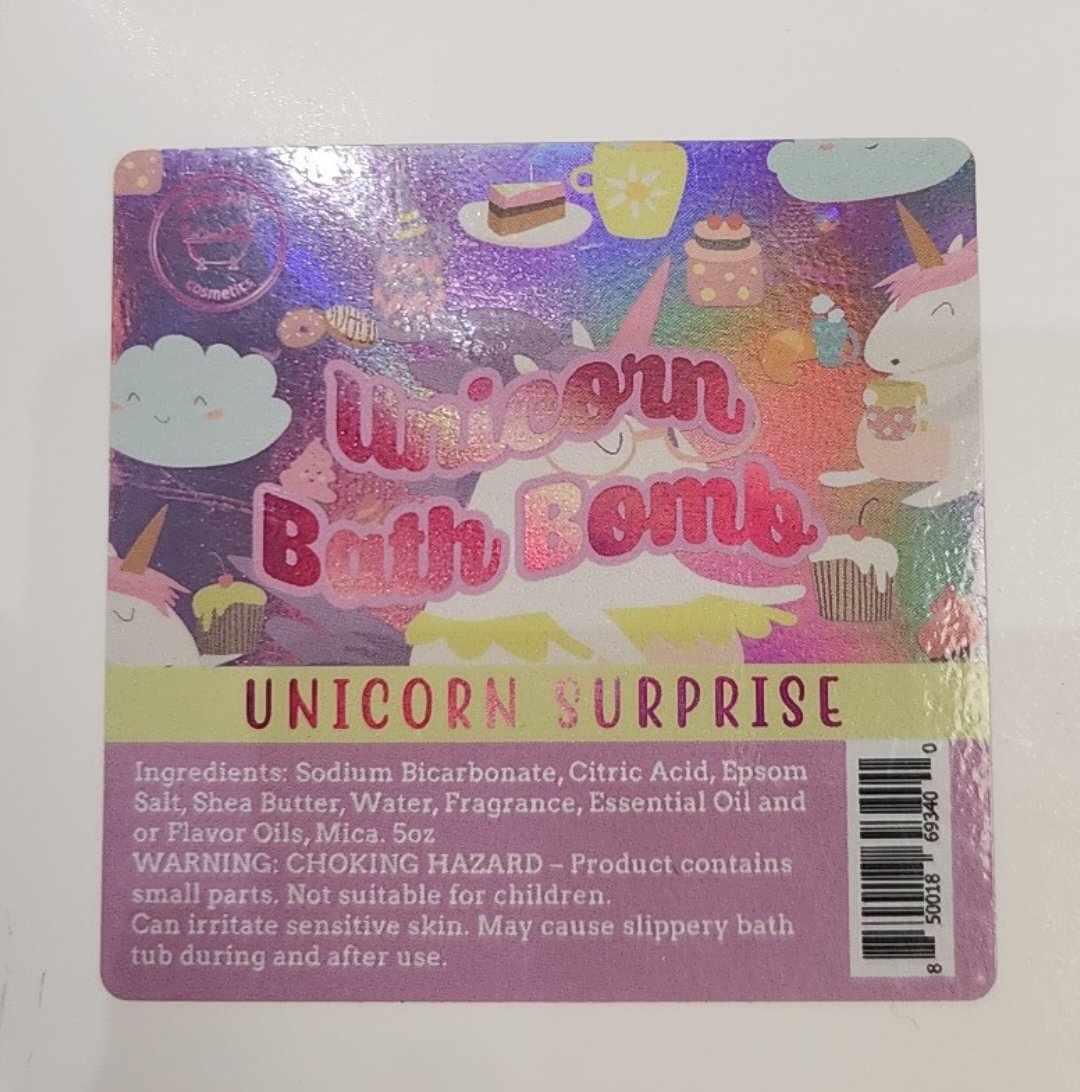 cosmetics
Unicorn
Bath Bomb
UNICORN SURPRISE
Ingredients: Sodium Bicarbonate, Citric Acid, Epsom
Salt, Shea Butter, Water, Fragrance, Essential Oil and
or Flavor Oils, Mica. 5oz
WARNING: CHOKING HAZARD – Product contains
small parts. Not suitable for children.
Can irritate sensitive skin. May cause slippery bath
tub during and after use.
8 50018 69340 0